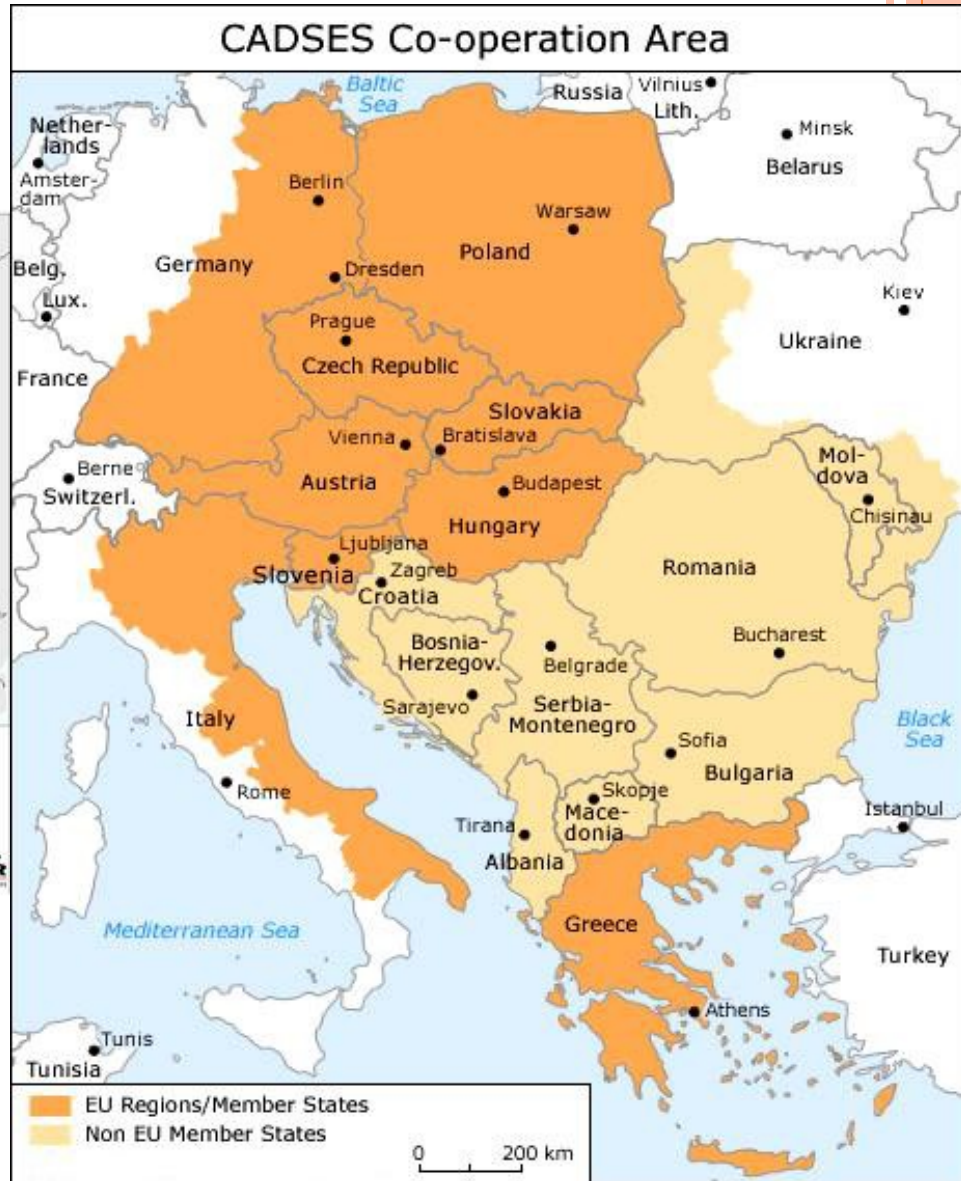 CADSES Co-operation Area
Baltic
Sea
Russia
Vilnius
Lith.
Minsk
Belarus
Nether-
lands
Amster-
dam
Berlin
Warsaw
Poland
Belg.
Germany
Dresden
Lux.
Kiev
Ukraine
Prague
Czech Republic
France
Slovakia
Vienna
Bratislava
Mol-
dova
Berne
Switzerl.
Austria
Budapest
Chisinau
Hungary
Ljubljana
Slovenia
Zagreb
Croatia
Romania
Bosnia-
Herzegov.
Bucharest
Belgrade
Sarajevo
Serbia-
Montenegro
Italy
Black
Sea
Sofia
Bulgaria
Rome
Skopje
Mace-
donia
Istanbul
Tirana
Albania
Mediterranean Sea
Greece
Turkey
Athens
Tunis
Tunisia
EU Regions/Member States
Non EU Member States
0 200 km